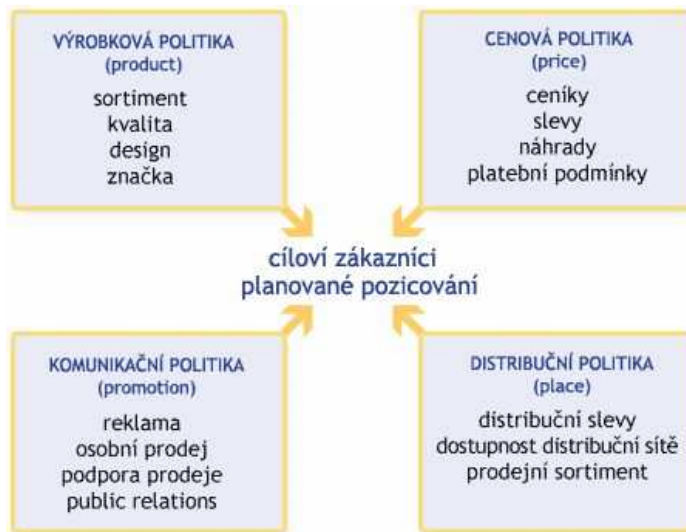 VÝROBKOVÁ POLITIKA
(product)
sortiment
kvalita
design
značka
CENOVÁ POLITIKA
(price)
ceníky
slevy
náhrady
platební podmínky
cíloví zákazníci
planované pozicování
KOMUNIKAČNÍ POLITIKA
(promotion)
reklama
osobní prodej
podpora prodeje
public relations
DISTRIBUČNÍ POLITIKA
(place)
distribuční slevy
dostupnost distribuční sítě
prodejní sortiment